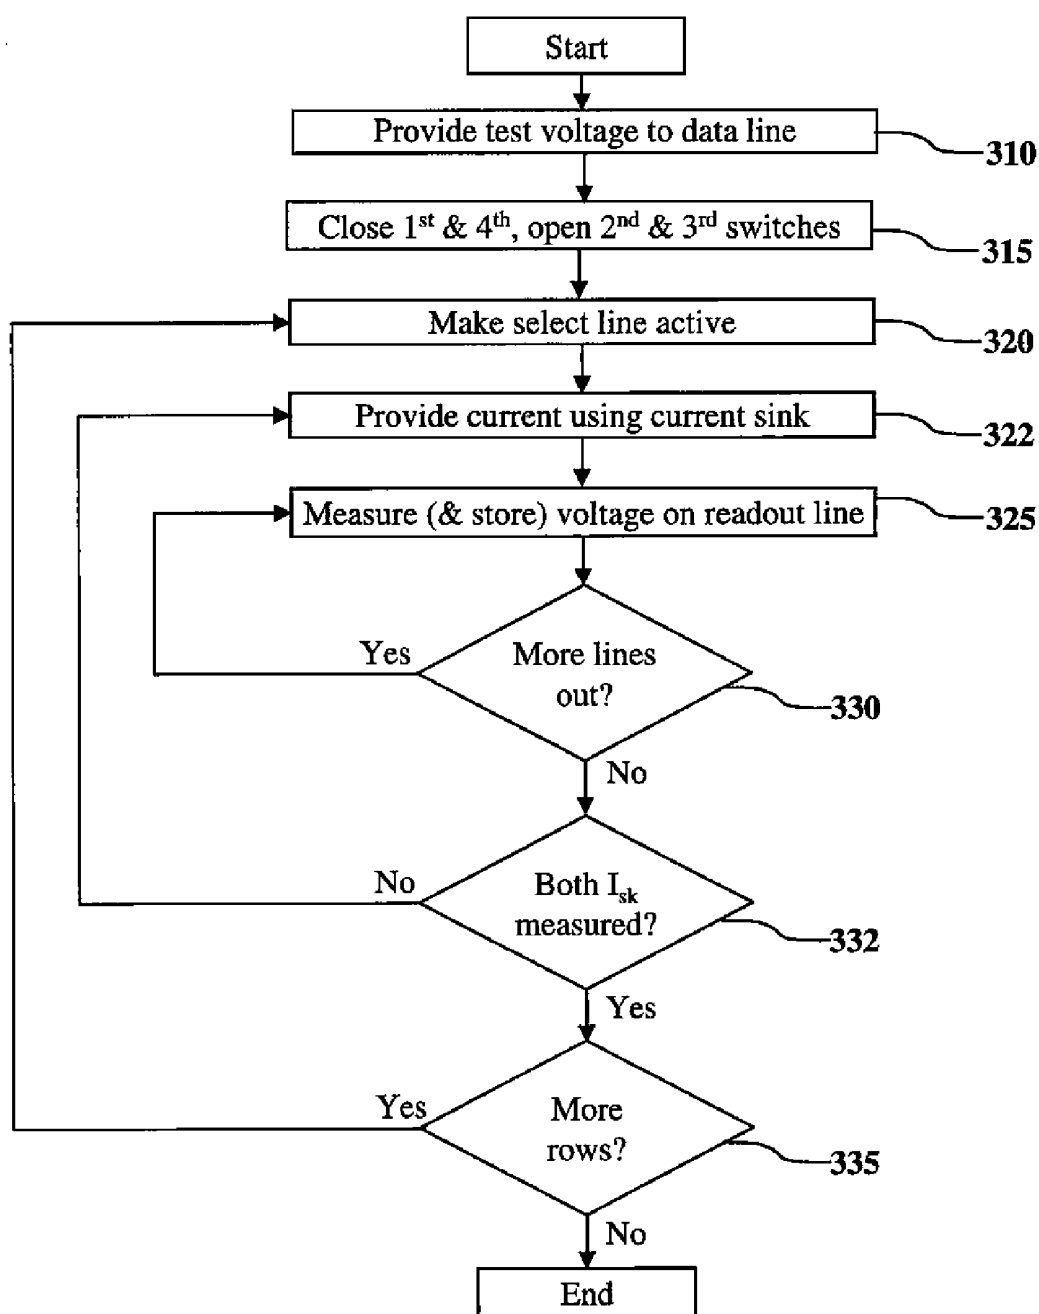 Start
Provide test voltage to data line
310
Close 1st & 4th, open 2nd & 3rd switches
315
Make select line active
320
Provide current using current sink
322
Measure (& store) voltage on readout line
325
Yes
More lines
out?
330
No
No
Both Isk
measured?
332
Yes
Yes
More
rows?
335
No
End